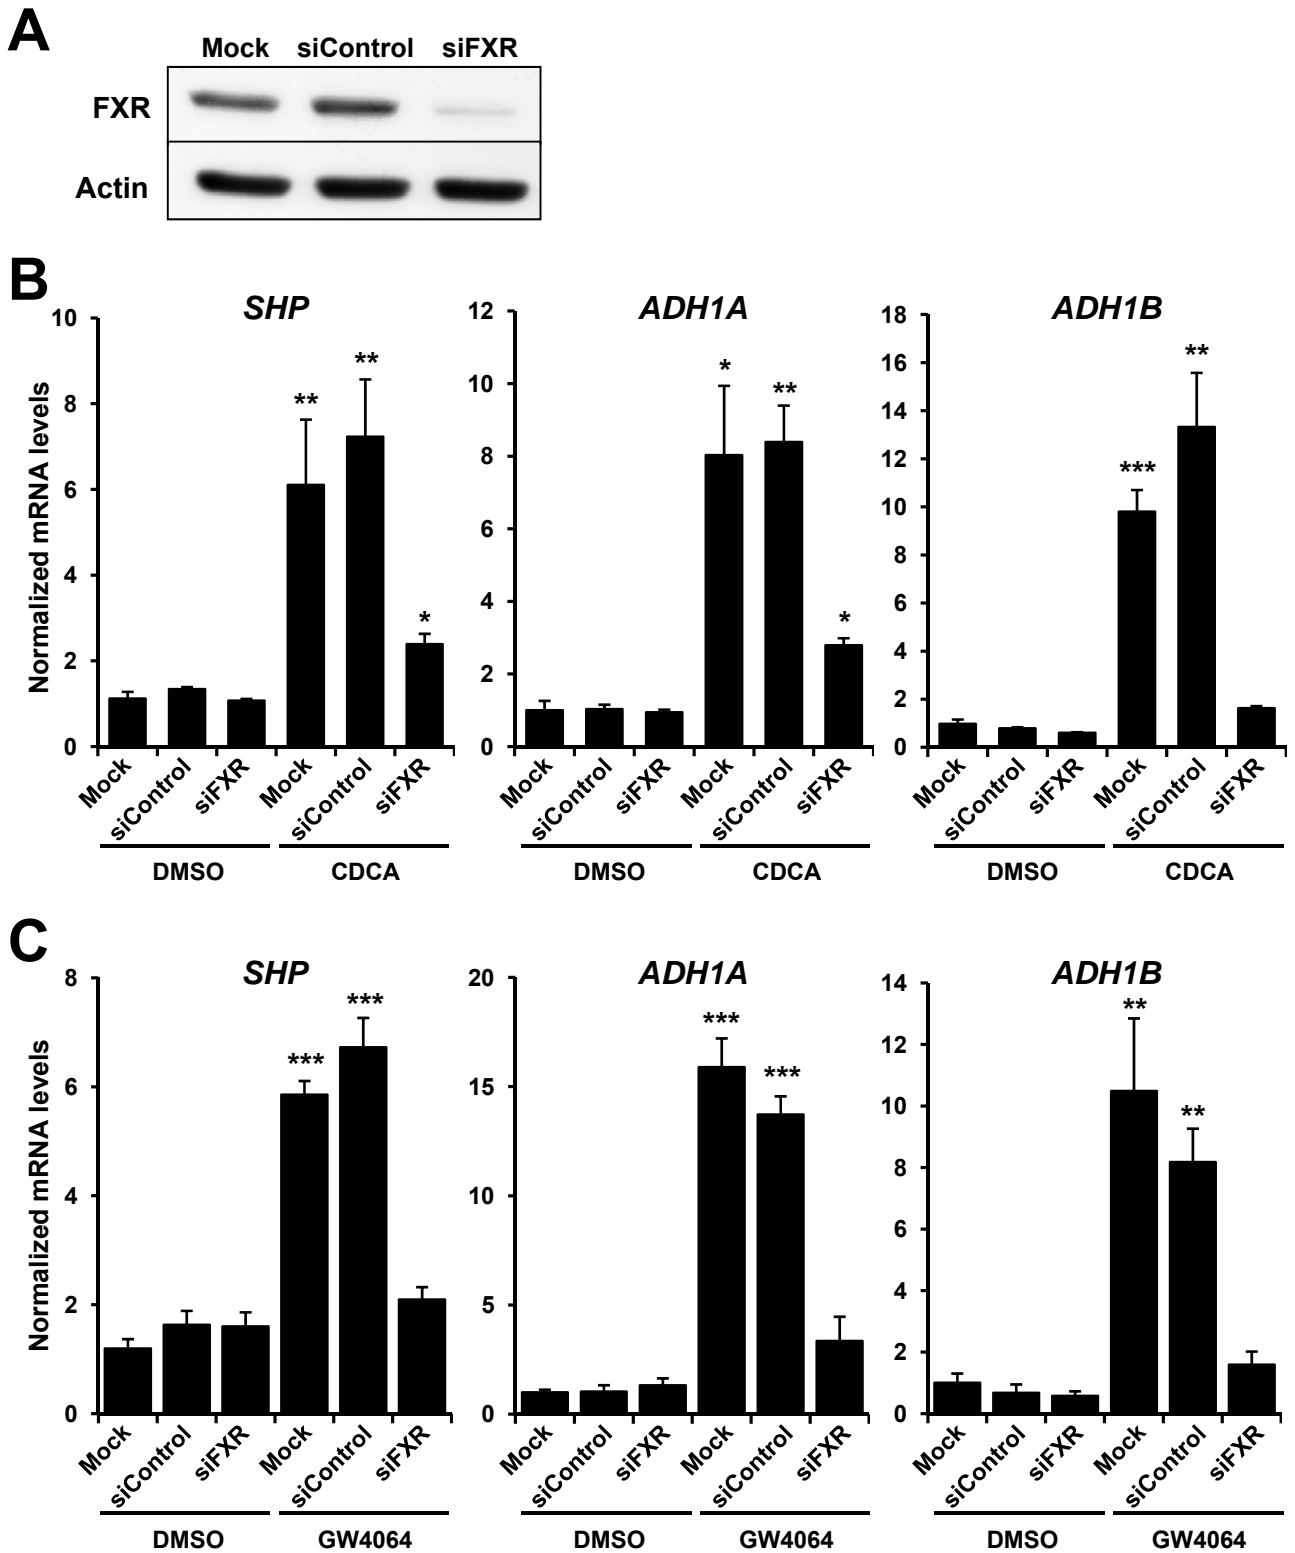 A
Mock siControl siFXR
FXR
Actin
B
SHP ADH1A ADH1B
Normalized mRNA levels
10
8
6
4
2
0
** ** *
Mock siControl siFXR Mock siControl siFXR
DMSO CDCA
12
10
8
6
4
2
0
* ** *
Mock siControl siFXR Mock siControl siFXR
DMSO CDCA
18
16
14
12
10
8
6
4
2
0
*** **
Mock siControl siFXR Mock siControl siFXR
DMSO CDCA
C
SHP ADH1A ADH1B
Normalized mRNA levels
8
6
4
2
0
*** ***
Mock siControl siFXR Mock siControl siFXR
DMSO GW4064
20
15
10
5
0
*** ***
Mock siControl siFXR Mock siControl siFXR
DMSO GW4064
14
12
10
8
6
4
2
0
** **
Mock siControl siFXR Mock siControl siFXR
DMSO GW4064